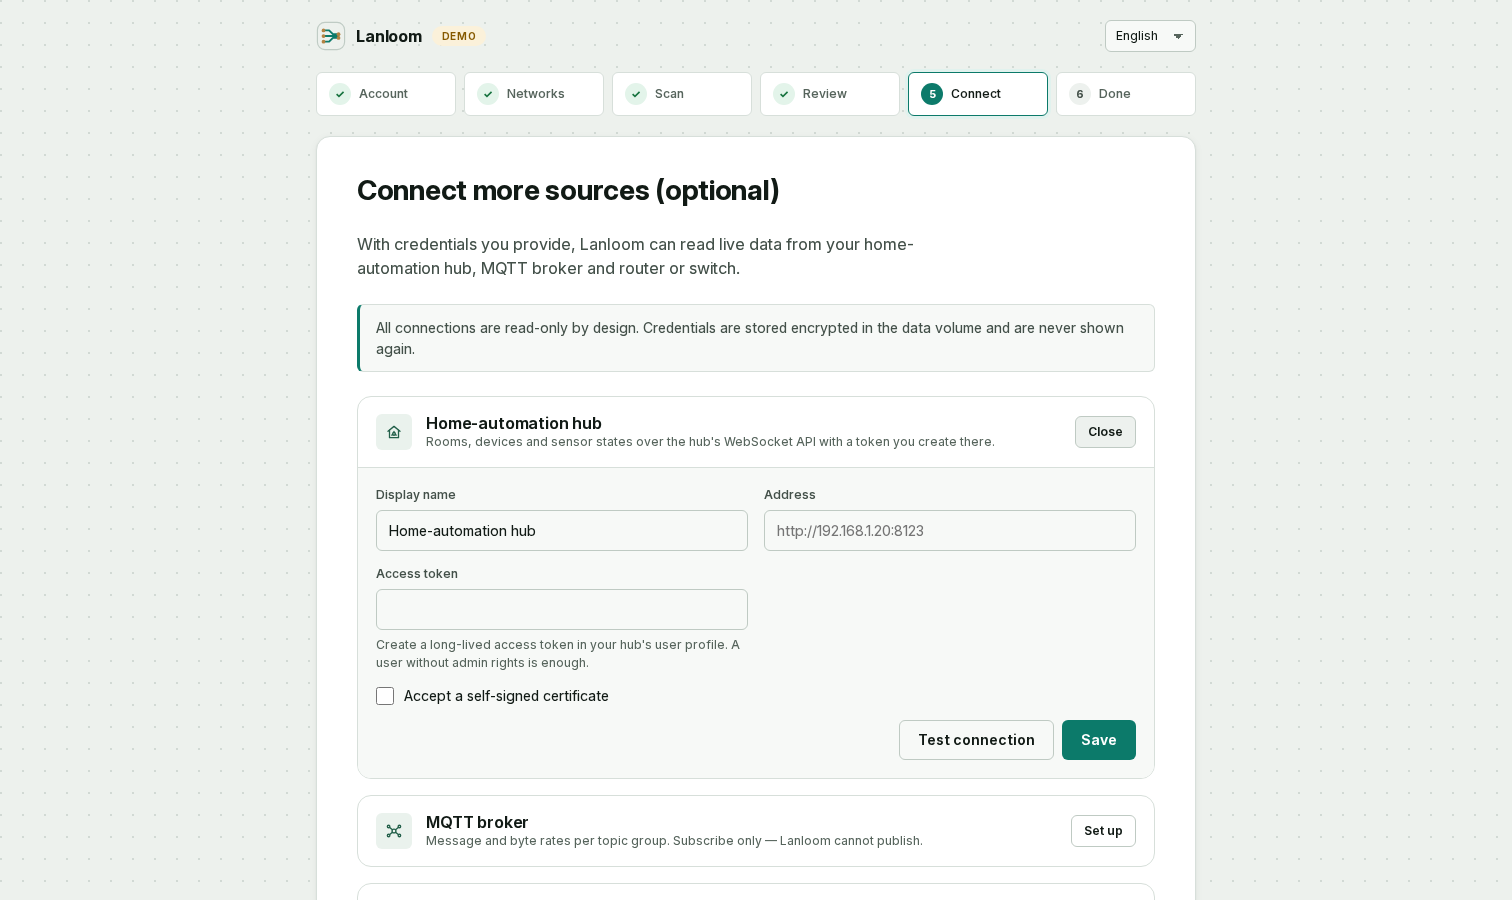 Lanloom DEMO
English
Account
Networks
Scan
Review
5 Connect
6 Done
Connect more sources (optional)
With credentials you provide, Lanloom can read live data from your home-
automation hub, MQTT broker and router or switch.
All connections are read-only by design. Credentials are stored encrypted in the data volume and are never shown
again.
Home-automation hub
Rooms, devices and sensor states over the hub's WebSocket API with a token you create there.
Close
Display name
Address
Home-automation hub
http://192.168.1.20:8123
Access token
Create a long-lived access token in your hub's user profile. A
user without admin rights is enough.
Accept a self-signed certificate
Test connection
Save
MQTT broker
Message and byte rates per topic group. Subscribe only — Lanloom cannot publish.
Set up